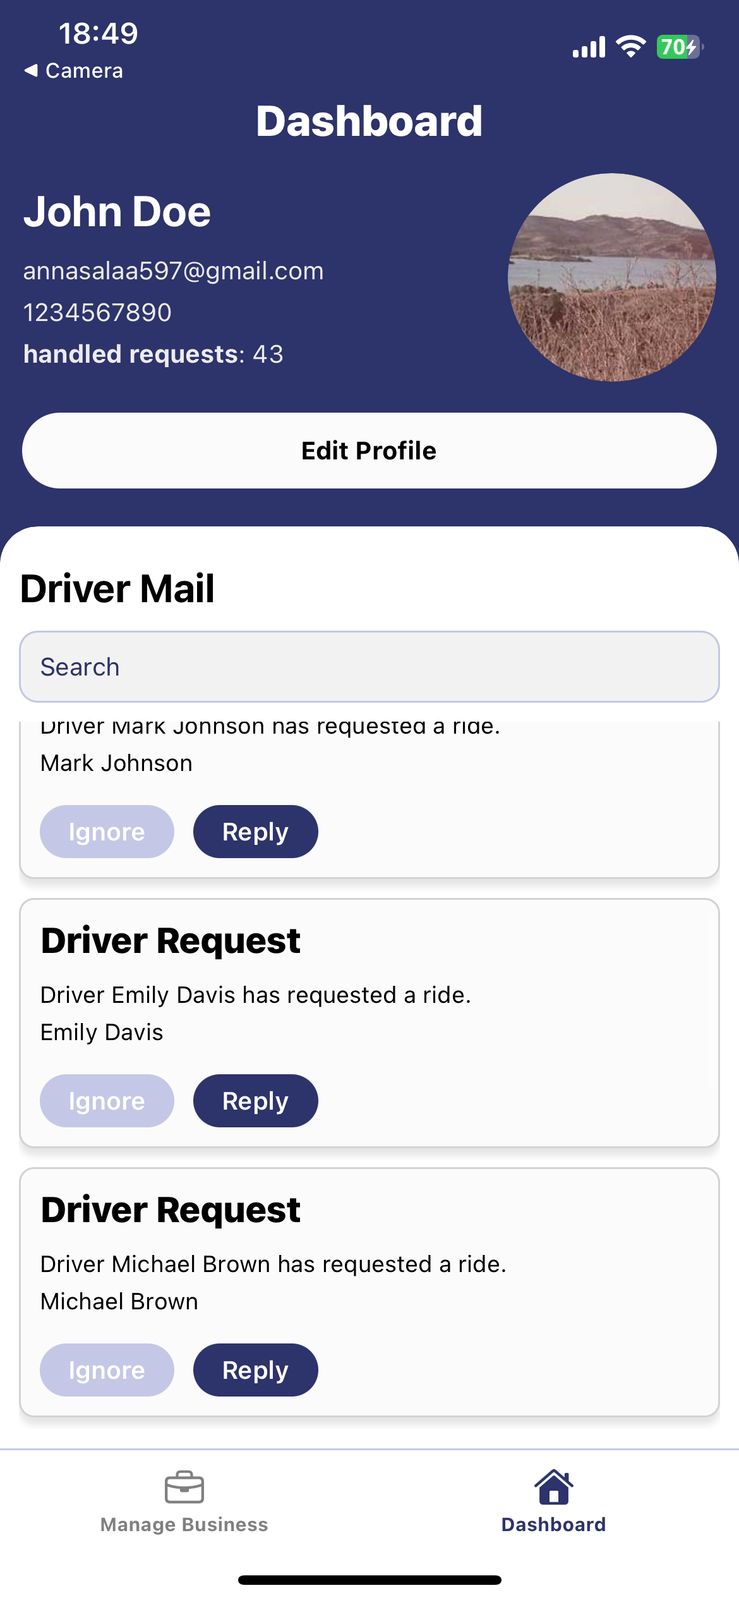 18:49
70
◀ Camera
Dashboard
John Doe
annasalaa597@gmail.com
1234567890
handled requests: 43
Edit Profile
Driver Mail
Search
Driver Mark Johnson has requested a ride.
Mark Johnson
Ignore Reply
Driver Request
Driver Emily Davis has requested a ride.
Emily Davis
Ignore Reply
Driver Request
Driver Michael Brown has requested a ride.
Michael Brown
Ignore Reply
Manage Business Dashboard